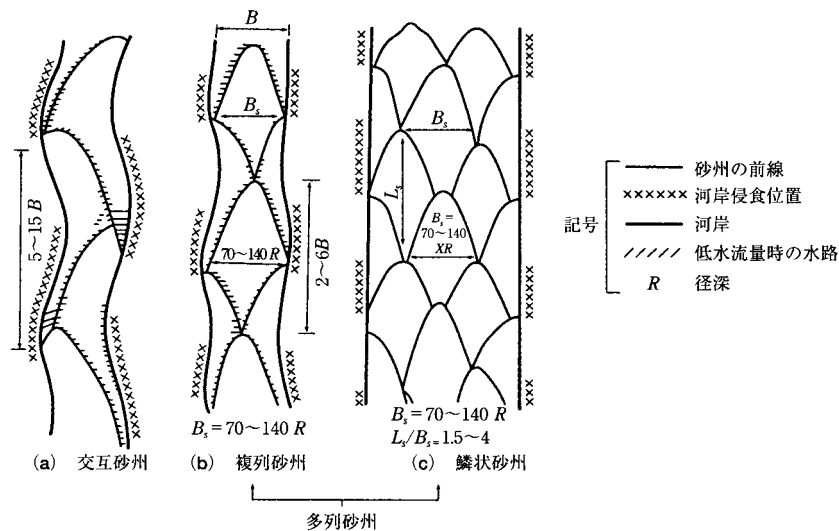 B
B_s
70〜140 R
5〜15 B
2〜6B
B_s
L_s
B_s=
70〜140
XR
B_s = 70〜140 R
B_s = 70〜140 R
L_s/B_s = 1.5〜4
(a) 交互砂州
(b) 複列砂州
(c) 鱗状砂州
多列砂州
記号
砂州の前線
×××××× 河岸侵食位置
河岸
///// 低水流量時の水路
R 径深